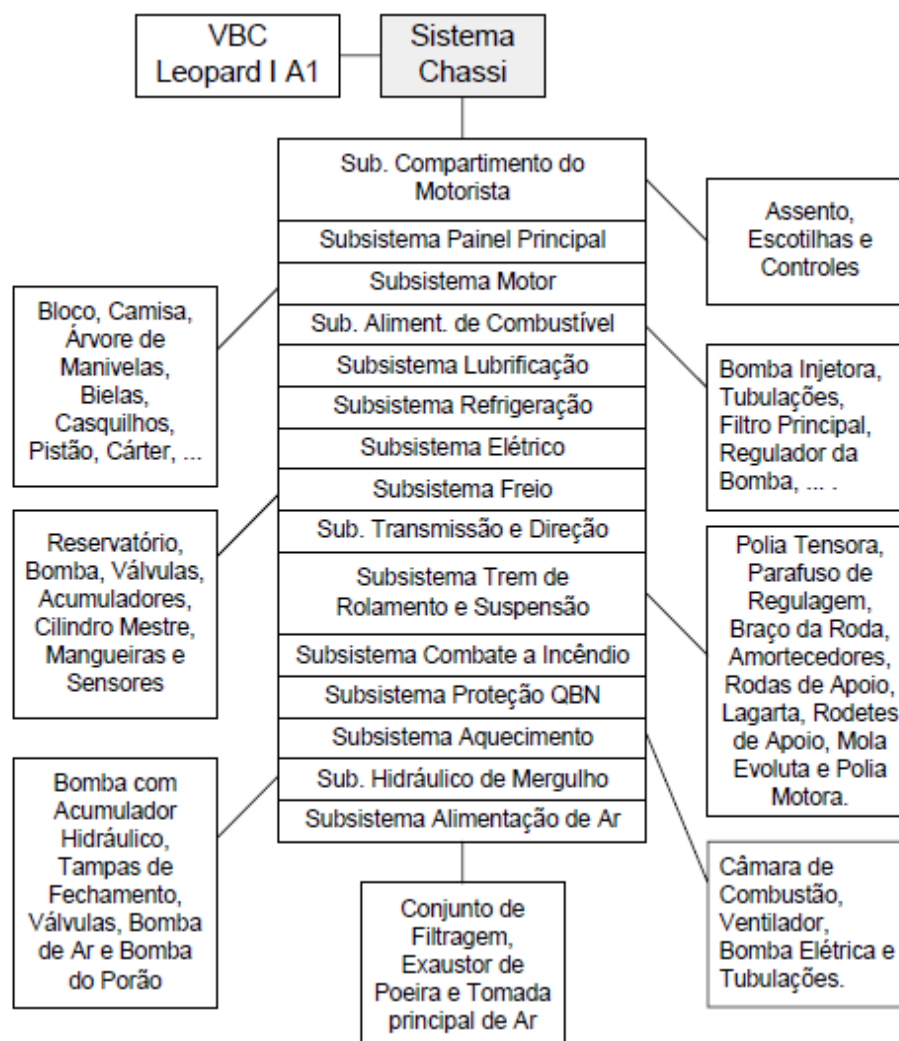 VBC
Leopard I A1
Sistema
Chassi
Sub. Compartimento do
Motorista
Subsistema Painel Principal
Subsistema Motor
Sub. Aliment. de Combustível
Subsistema Lubrificação
Subsistema Refrigeração
Subsistema Elétrico
Subsistema Freio
Sub. Transmissão e Direção
Subsistema Trem de
Rolamento e Suspensão
Subsistema Combate a Incêndio
Subsistema Proteção QBN
Subsistema Aquecimento
Sub. Hidráulico de Mergulho
Subsistema Alimentação de Ar
Bloco, Camisa,
Árvore de
Manivelas,
Bielas,
Casquilhos,
Pistão, Cárter, ...
Reservatório,
Bomba, Válvulas,
Acumuladores,
Cilindro Mestre,
Mangueiras e
Sensores
Bomba com
Acumulador
Hidráulico,
Tampas de
Fechamento,
Válvulas, Bomba
de Ar e Bomba
do Porão
Assento,
Escotilhas e
Controles
Bomba Injetora,
Tubulações,
Filtro Principal,
Regulador da
Bomba, ... .
Polia Tensora,
Parafuso de
Regulagem,
Braço da Roda,
Amortecedores,
Rodas de Apoio,
Lagarta, Rodetes
de Apoio, Mola
Evoluta e Polia
Motora.
Câmara de
Combustão,
Ventilador,
Bomba Elétrica e
Tubulações.
Conjunto de
Filtragem,
Exaustor de
Poeira e Tomada
principal de Ar